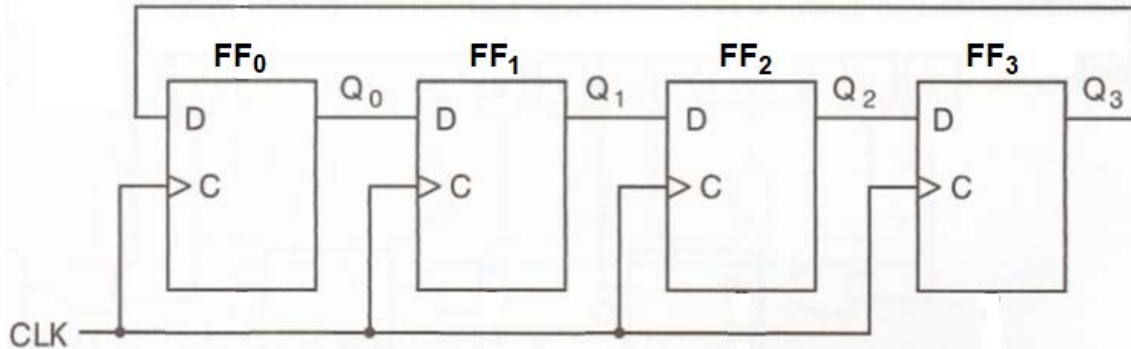 FF₀ FF₁ FF₂ FF₃
Q₀ Q₁ Q₂ Q₃
D D D D
C C C C
CLK